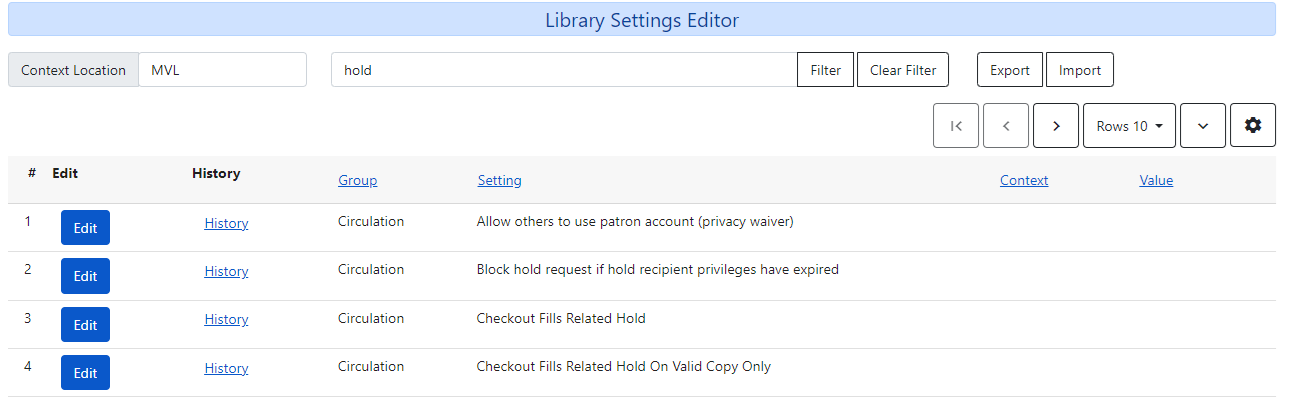 Library Settings Editor
Context Location MVL hold Filter Clear Filter Export Import
Rows 10
# Edit History Group Setting Context Value
1 Edit History Circulation Allow others to use patron account (privacy waiver)
2 Edit History Circulation Block hold request if hold recipient privileges have expired
3 Edit History Circulation Checkout Fills Related Hold
4 Edit History Circulation Checkout Fills Related Hold On Valid Copy Only